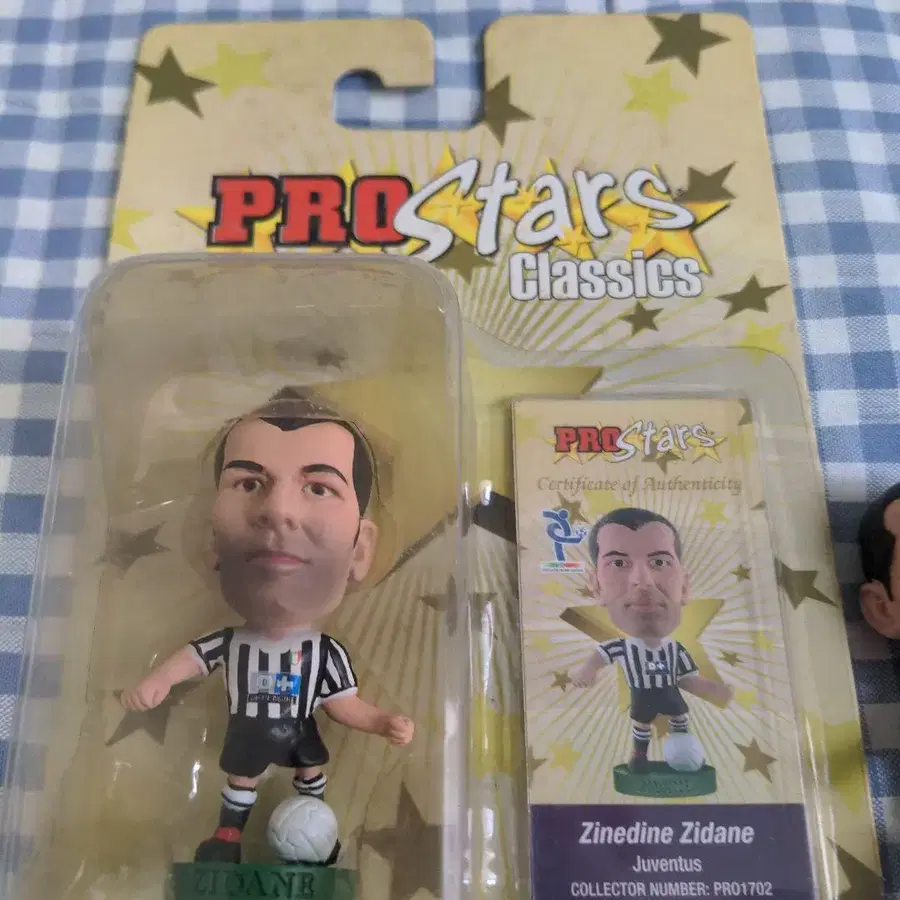 PRO Stars
Classics
PRO Stars
Certificate of Authenticity
D+
Zinedine Zidane
Juventus
COLLECTOR NUMBER: PRO1702
ZIDANE